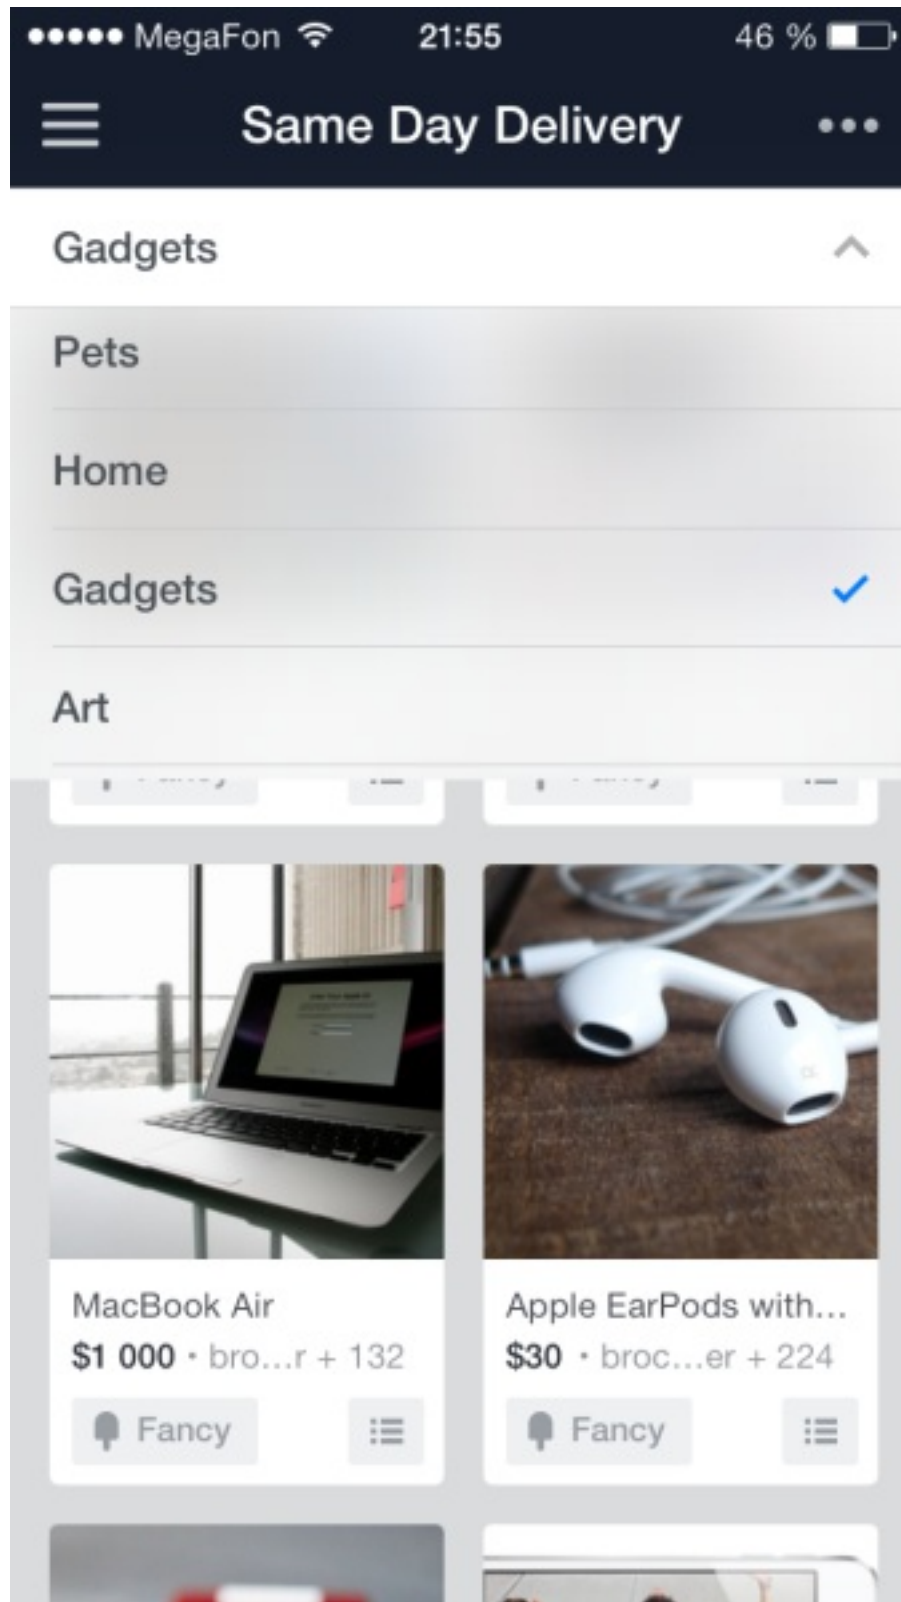 MegaFon 21:55 46 %
Same Day Delivery
Gadgets
Pets
Home
Gadgets
Art
MacBook Air
$1 000 · bro...r + 132
Fancy
Apple EarPods with...
$30 · broc...er + 224
Fancy